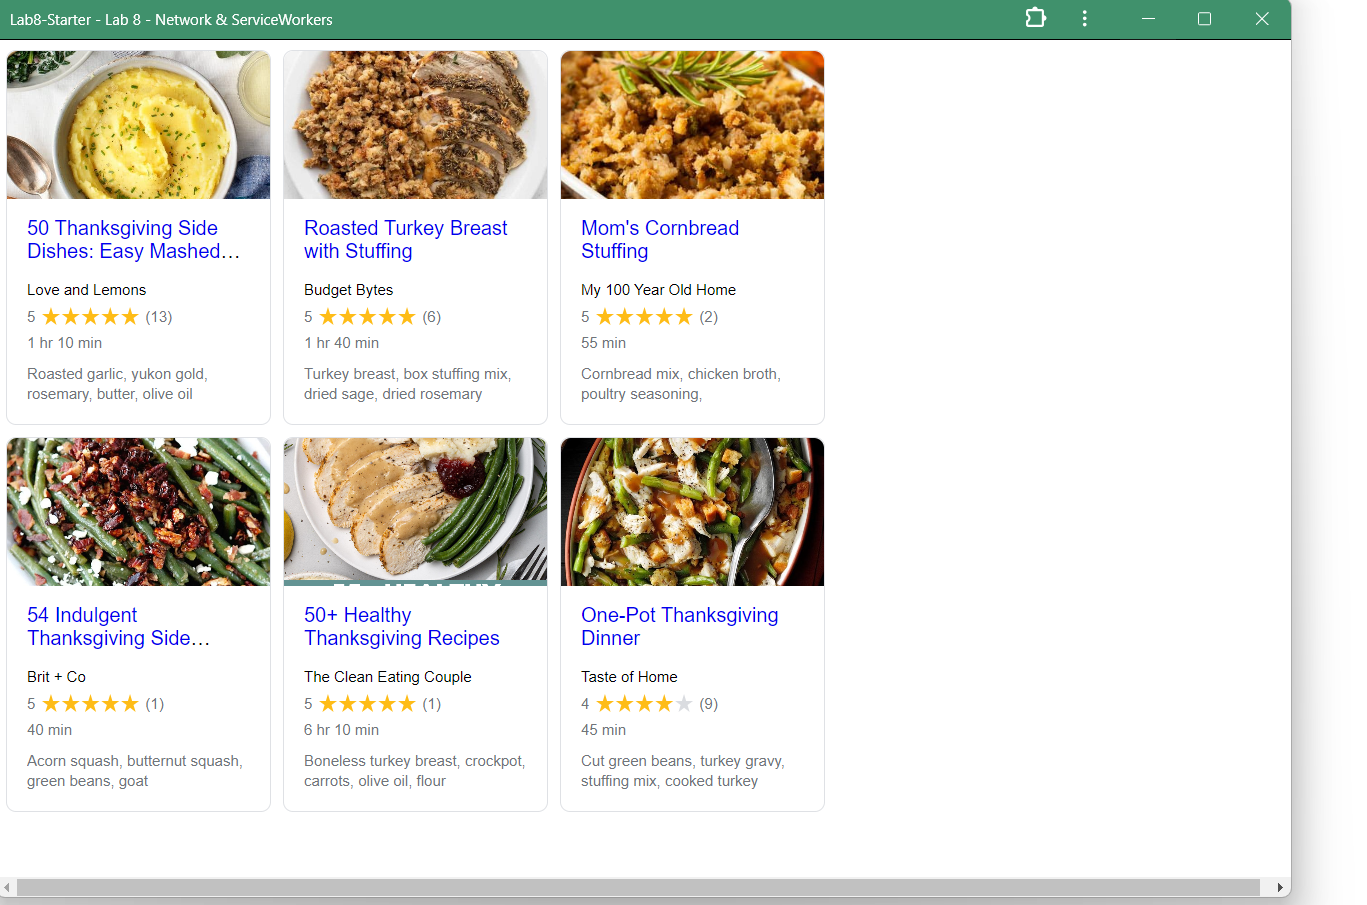 Lab8-Starter - Lab 8 - Network & ServiceWorkers
50 Thanksgiving Side
Dishes: Easy Mashed…
Love and Lemons
5 ★★★★★ (13)
1 hr 10 min
Roasted garlic, yukon gold,
rosemary, butter, olive oil
Roasted Turkey Breast
with Stuffing
Budget Bytes
5 ★★★★★ (6)
1 hr 40 min
Turkey breast, box stuffing mix,
dried sage, dried rosemary
Mom's Cornbread
Stuffing
My 100 Year Old Home
5 ★★★★★ (2)
55 min
Cornbread mix, chicken broth,
poultry seasoning,
54 Indulgent
Thanksgiving Side…
Brit + Co
5 ★★★★★ (1)
40 min
Acorn squash, butternut squash,
green beans, goat
50+ Healthy
Thanksgiving Recipes
The Clean Eating Couple
5 ★★★★★ (1)
6 hr 10 min
Boneless turkey breast, crockpot,
carrots, olive oil, flour
One-Pot Thanksgiving
Dinner
Taste of Home
4 ★★★★★ (9)
45 min
Cut green beans, turkey gravy,
stuffing mix, cooked turkey